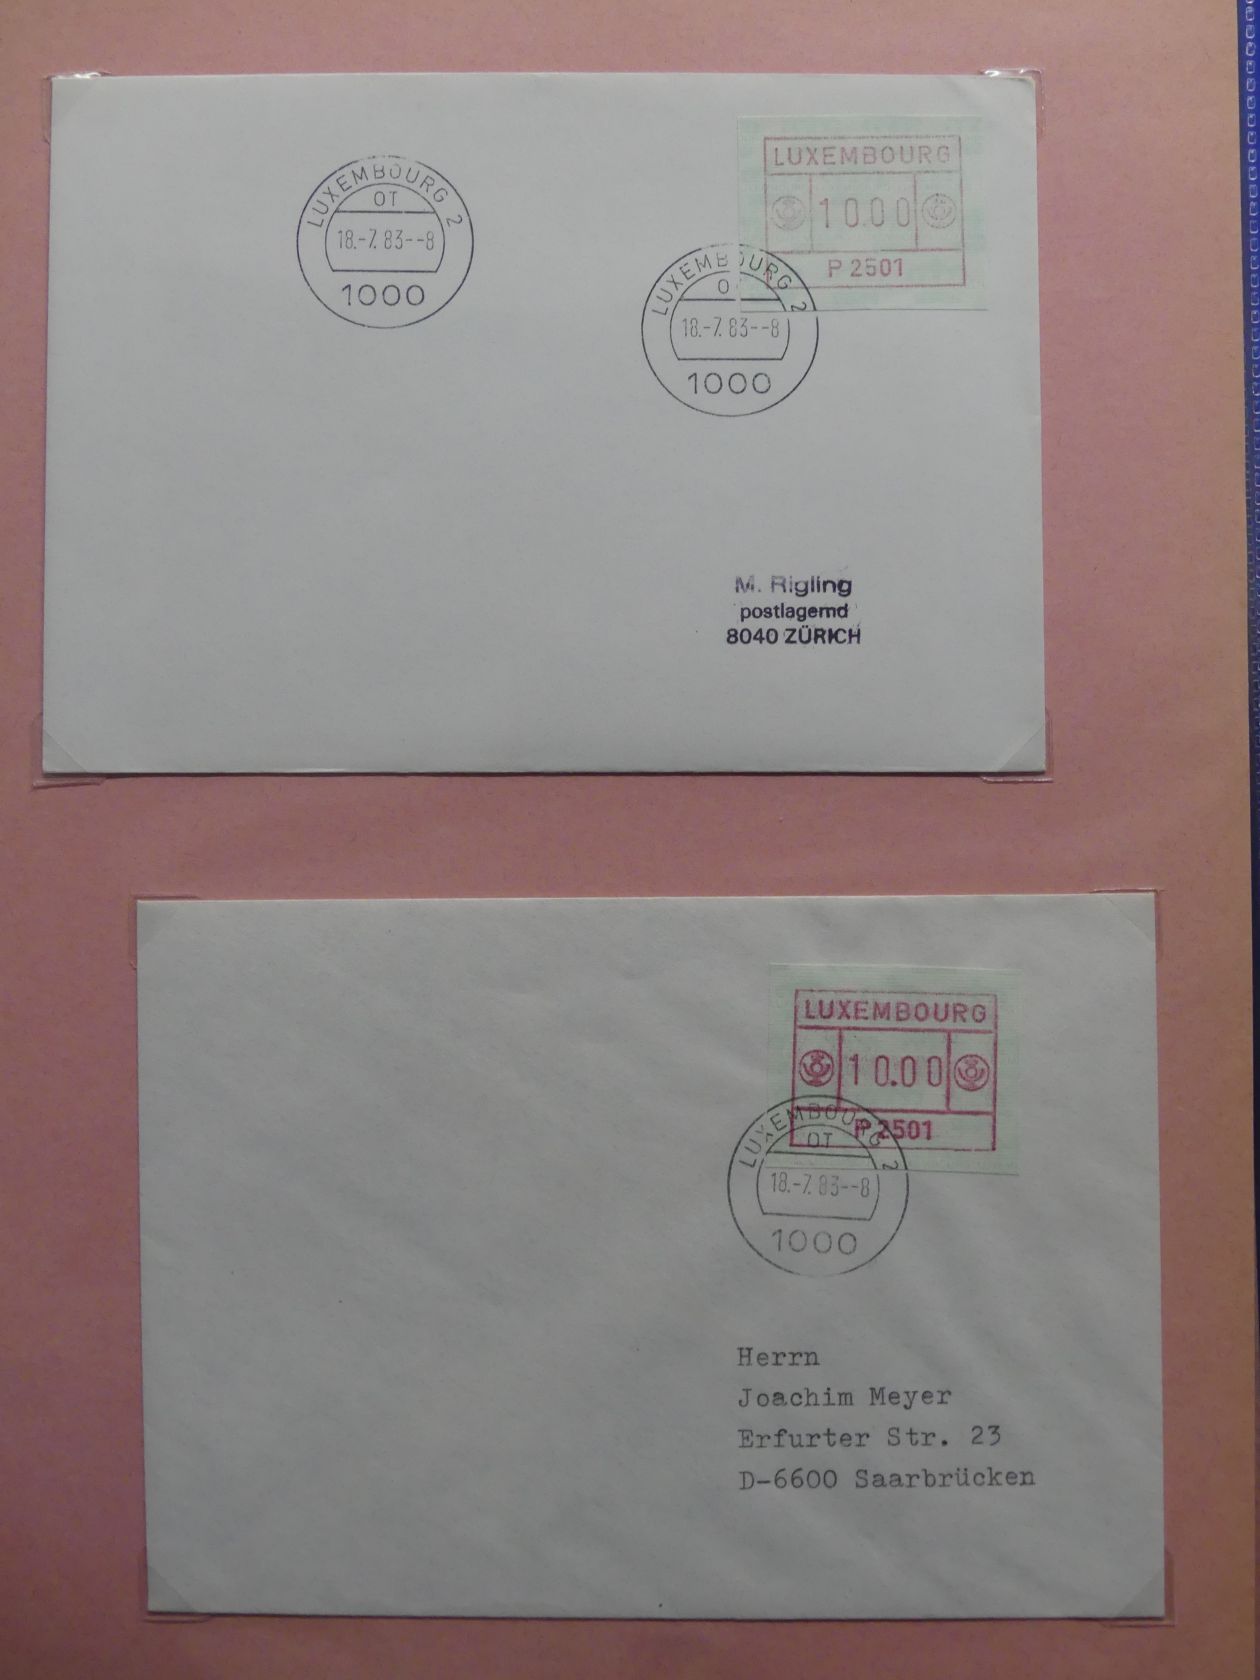 LUXEMBOURG
10.00
P 2501
LUXEMBOURG 2
OT
18.-7.83--8
1000
LUXEMBOURG 2
18.-7.83--8
1000
M. Rigling
postlagernd
8040 ZÜRICH
LUXEMBOURG
10.00
P 2501
LUXEMBOURG 2
OT
18.-7.83--8
1000
Herrn
Joachim Meyer
Erfurter Str. 23
D-6600 Saarbrücken